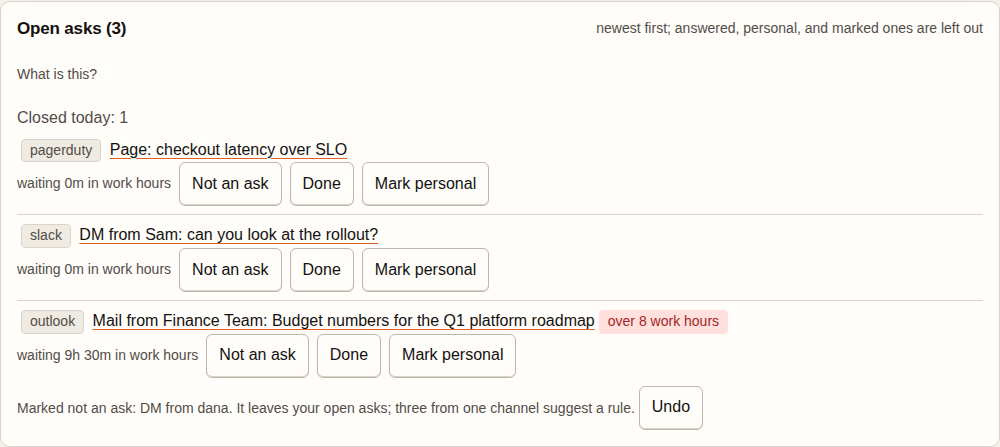 Open asks (3) newest first; answered, personal, and marked ones are left out
What is this?
Closed today: 1
pagerduty Page: checkout latency over SLO
waiting 0m in work hours Not an ask Done Mark personal
slack DM from Sam: can you look at the rollout?
waiting 0m in work hours Not an ask Done Mark personal
outlook Mail from Finance Team: Budget numbers for the Q1 platform roadmap over 8 work hours
waiting 9h 30m in work hours Not an ask Done Mark personal
Marked not an ask: DM from dana. It leaves your open asks; three from one channel suggest a rule. Undo